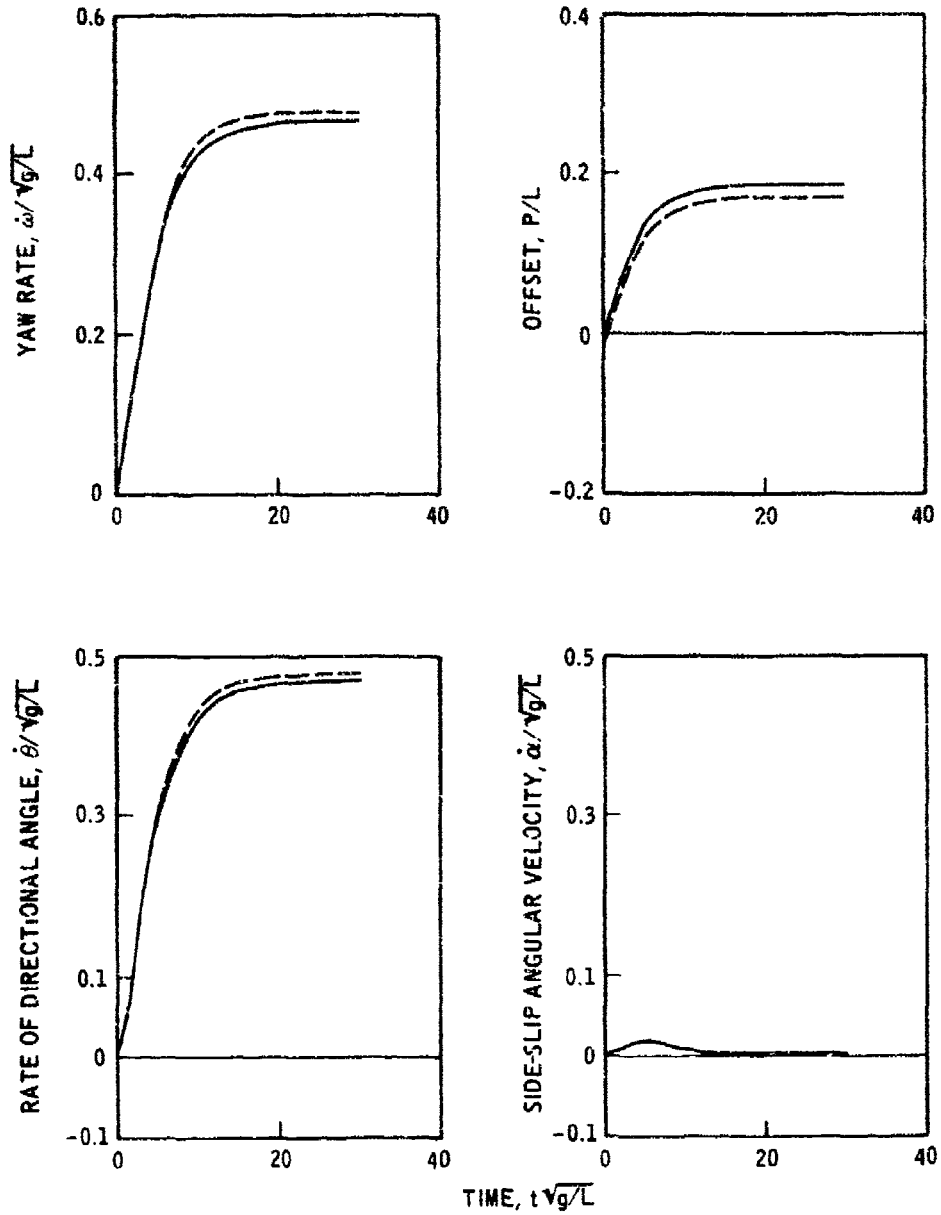 YAW RATE, ω̇/√g/L
0.6
0.4
0.2
0
0 20 40
OFFSET, P/L
0.4
0.2
0
-0.2
0 20 40
RATE OF DIRECTIONAL ANGLE, θ̇/√g/L
0.5
0.3
0.1
0
-0.1
0 20 40
SIDE-SLIP ANGULAR VELOCITY, α̇/√g/L
0.5
0.3
0.1
0
-0.1
0 20 40
TIME, t√g/L